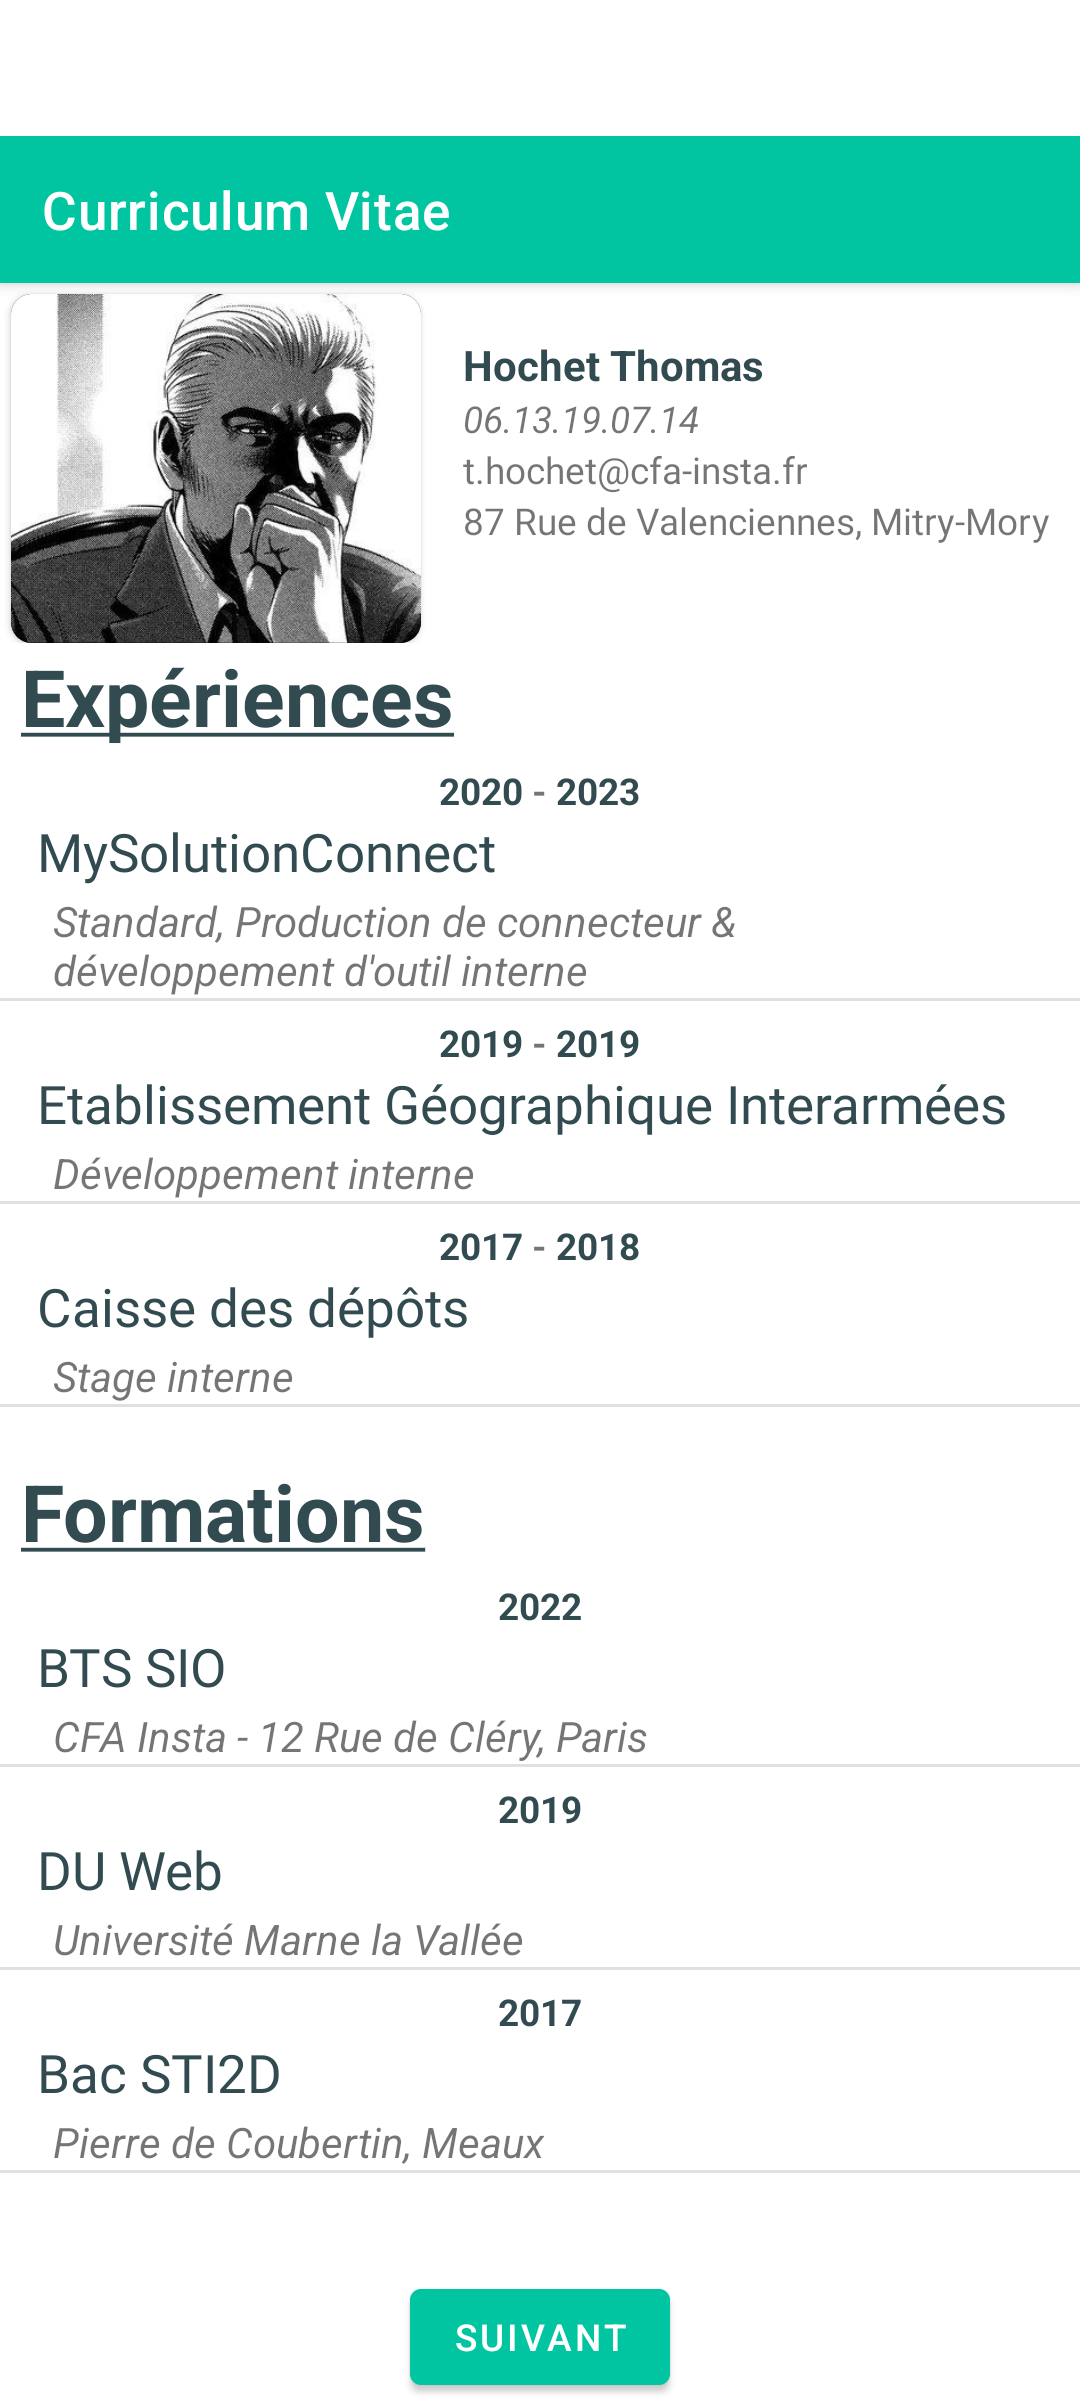 Curriculum Vitae
Hochet Thomas
06.13.19.07.14
t.hochet@cfa-insta.fr
87 Rue de Valenciennes, Mitry-Mory
Expériences
2020 - 2023
MySolutionConnect
Standard, Production de connecteur &
développement d'outil interne
2019 - 2019
Etablissement Géographique Interarmées
Développement interne
2017 - 2018
Caisse des dépôts
Stage interne
Formations
2022
BTS SIO
CFA Insta - 12 Rue de Cléry, Paris
2019
DU Web
Université Marne la Vallée
2017
Bac STI2D
Pierre de Coubertin, Meaux
SUIVANT